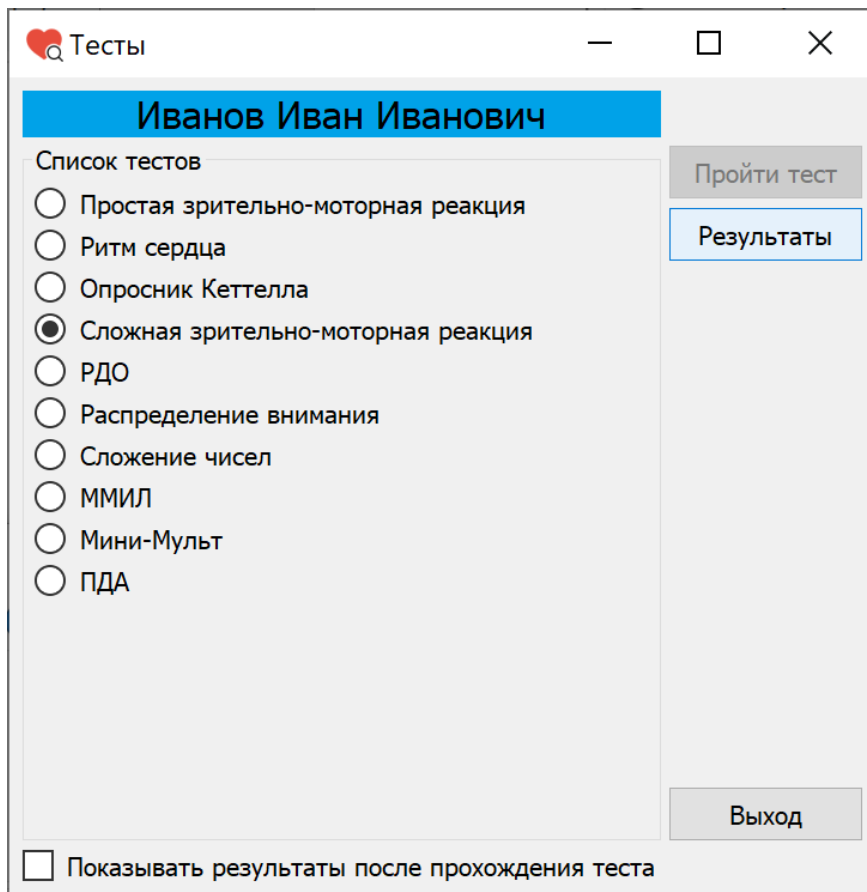 Тесты
Иванов Иван Иванович
Список тестов
Простая зрительно-моторная реакция
Ритм сердца
Опросник Кеттелла
Сложная зрительно-моторная реакция
РДО
Распределение внимания
Сложение чисел
ММИЛ
Мини-Мульт
ПДА
Пройти тест
Результаты
Выход
Показывать результаты после прохождения теста